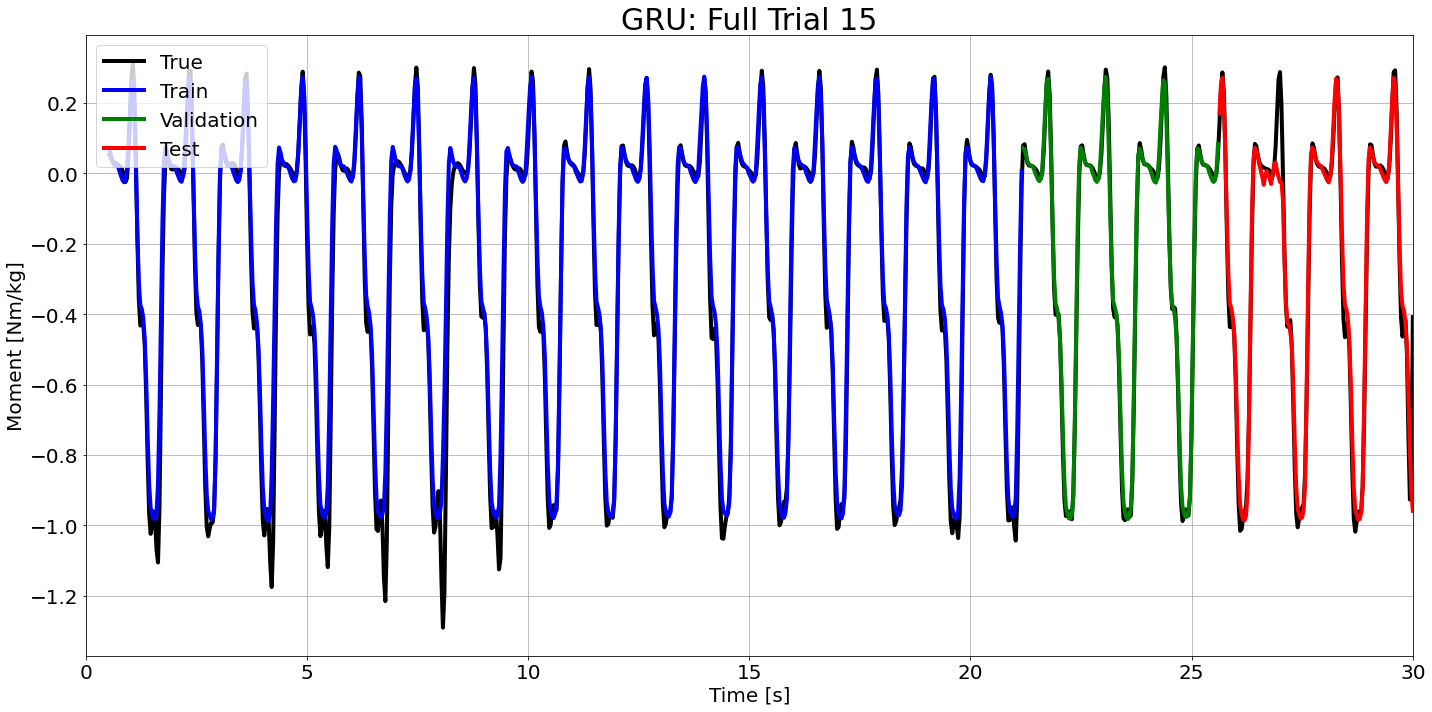 GRU: Full Trial 15
True
Train
Validation
Test
Moment [Nm/kg]
0.2
0.0
−0.2
−0.4
−0.6
−0.8
−1.0
−1.2
0 5 10 15 20 25 30
Time [s]